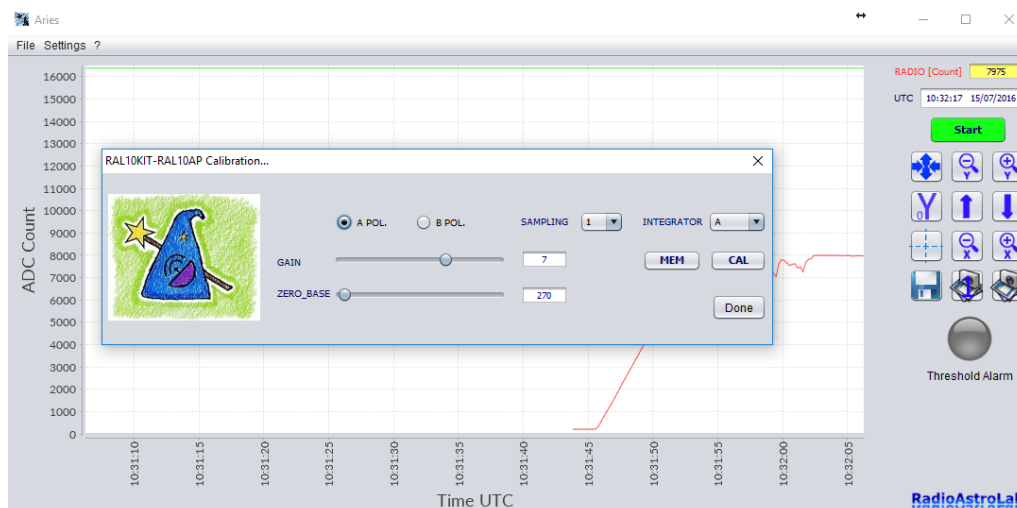 Aries
File Settings ?
RADIO [Count] 7975
UTC 10:32:17 15/07/2016
Start
Y
Y
0Y
X
X
Threshold Alarm
RadioAstroLa
ADC Count
16000
15000
14000
13000
12000
11000
10000
9000
8000
7000
6000
5000
4000
3000
2000
1000
0
RAL10KIT-RAL10AP Calibration...
A POL. B POL. SAMPLING 1 INTEGRATOR A
GAIN 7 MEM CAL
ZERO_BASE 270
Done
10:31:10 10:31:15 10:31:20 10:31:25 10:31:30 10:31:35 10:31:40 10:31:45 10:31:50 10:31:55 10:32:00 10:32:05
Time UTC